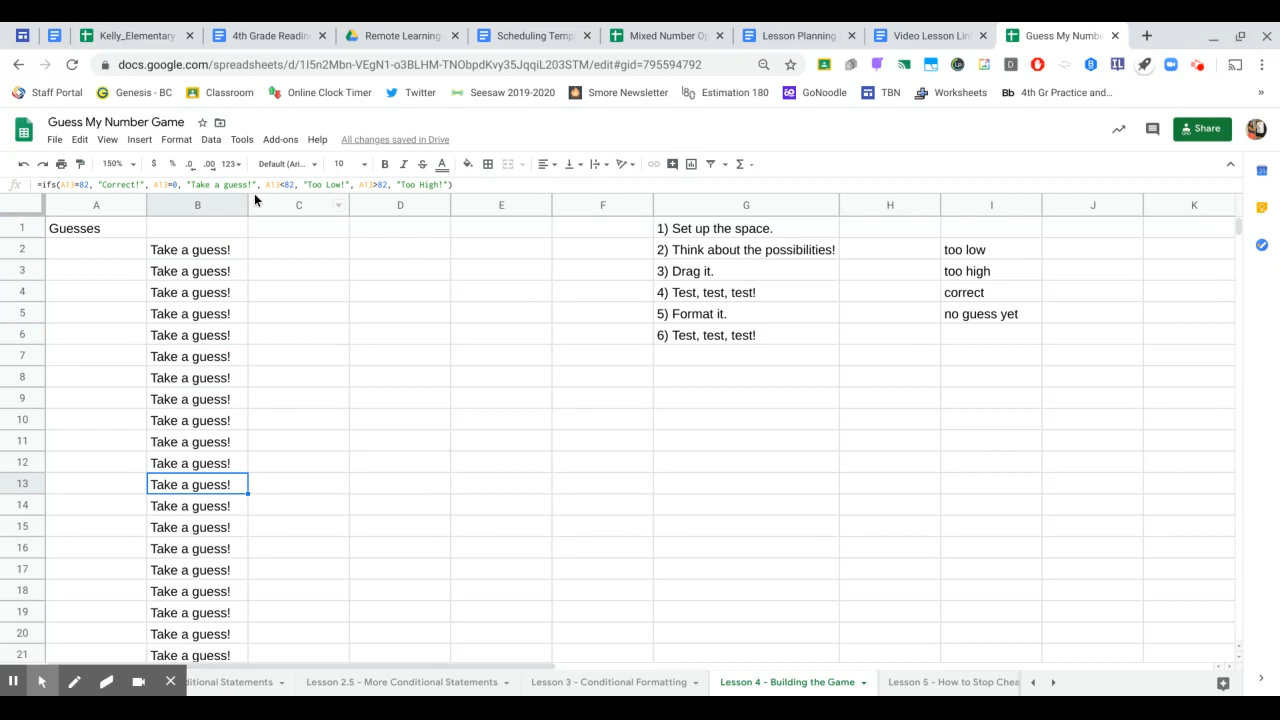 Kelly_Elementary
4th Grade Readin
Remote Learning
Scheduling Temp
Mixed Number Op
Lesson Planning
Video Lesson Lin
Guess My Numbe
docs.google.com/spreadsheets/d/1I5n2Mbn-VEgN1-o3BLHM-TNObpdKvy35JqqiL203STM/edit#gid=795594792
Staff Portal
Genesis - BC
Classroom
Online Clock Timer
Twitter
Seesaw 2019-2020
Smore Newsletter
Estimation 180
GoNoodle
TBN
Worksheets
Bb 4th Gr Practice and...
Guess My Number Game
File Edit View Insert Format Data Tools Add-ons Help All changes saved in Drive
Share
150% $ % .0 .00 123 Default (Ari... 10 B I S A
fx =ifs(A13=82, "Correct!", A13=0, "Take a guess!", A13<82, "Too Low!", A13>82, "Too High!")
A B C D E F G H I J K
1 Guesses 1) Set up the space.
2 Take a guess! 2) Think about the possibilities! too low
3 Take a guess! 3) Drag it. too high
4 Take a guess! 4) Test, test, test! correct
5 Take a guess! 5) Format it. no guess yet
6 Take a guess! 6) Test, test, test!
7 Take a guess!
8 Take a guess!
9 Take a guess!
10 Take a guess!
11 Take a guess!
12 Take a guess!
13 Take a guess!
14 Take a guess!
15 Take a guess!
16 Take a guess!
17 Take a guess!
18 Take a guess!
19 Take a guess!
20 Take a guess!
21 Take a guess!
ditional Statements
Lesson 2.5 - More Conditional Statements
Lesson 3 - Conditional Formatting
Lesson 4 - Building the Game
Lesson 5 - How to Stop Chea